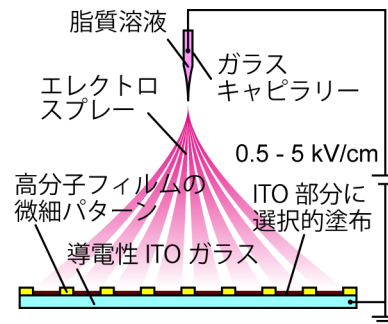 脂質溶液
ガラス
キャピラリー
エレクトロ
スプレー
0.5 - 5 kV/cm
高分子フィルムの
微細パターン
ITO 部分に
選択的塗布
導電性 ITO ガラス